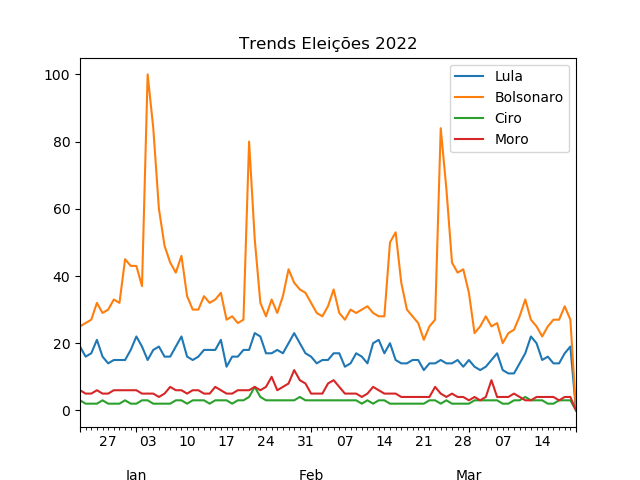 Trends Eleições 2022
Lula
Bolsonaro
Ciro
Moro
100
80
60
40
20
0
27 03 10 17 24 31 07 14 21 28 07 14
Jan Feb Mar